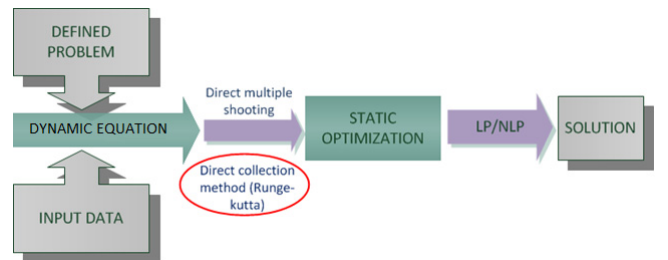 DEFINED
PROBLEM
DYNAMIC EQUATION
INPUT DATA
Direct multiple
shooting
Direct collection
method (Runge-
kutta)
STATIC
OPTIMIZATION
LP/NLP
SOLUTION